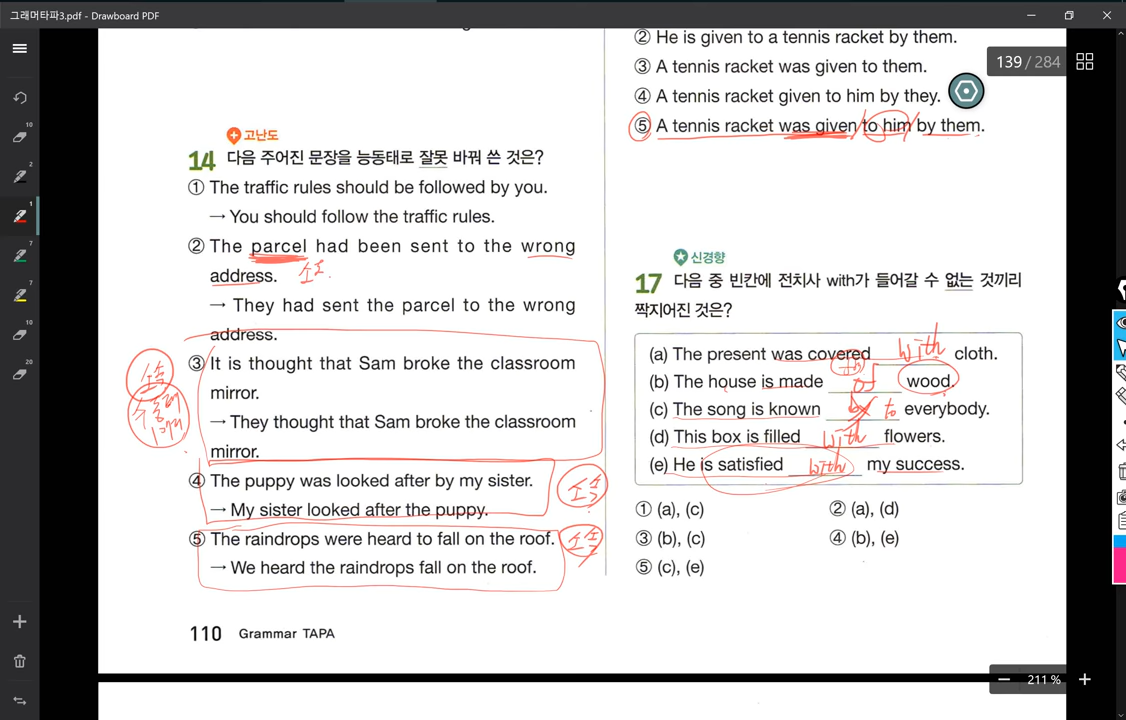 그래머타파3.pdf - Drawboard PDF
139 / 284
고난도
14 다음 주어진 문장을 능동태로 잘못 바꿔 쓴 것은?
① The traffic rules should be followed by you.
→ You should follow the traffic rules.
② The parcel had been sent to the wrong
address.
→ They had sent the parcel to the wrong
address.
③ It is thought that Sam broke the classroom
mirror.
→ They thought that Sam broke the classroom
mirror.
④ The puppy was looked after by my sister.
→ My sister looked after the puppy.
⑤ The raindrops were heard to fall on the roof.
→ We heard the raindrops fall on the roof.
110 Grammar TAPA
② He is given to a tennis racket by them.
③ A tennis racket was given to them.
④ A tennis racket given to him by they.
⑤ A tennis racket was given to him by them.
신경향
17 다음 중 빈칸에 전치사 with가 들어갈 수 없는 것끼리
짝지어진 것은?
(a) The present was covered with cloth.
(b) The house is made of wood.
(c) The song is known to everybody.
(d) This box is filled with flowers.
(e) He is satisfied with my success.
① (a), (c)
② (a), (d)
③ (b), (c)
④ (b), (e)
⑤ (c), (e)
211 %
10
2
1
7
7
10
20